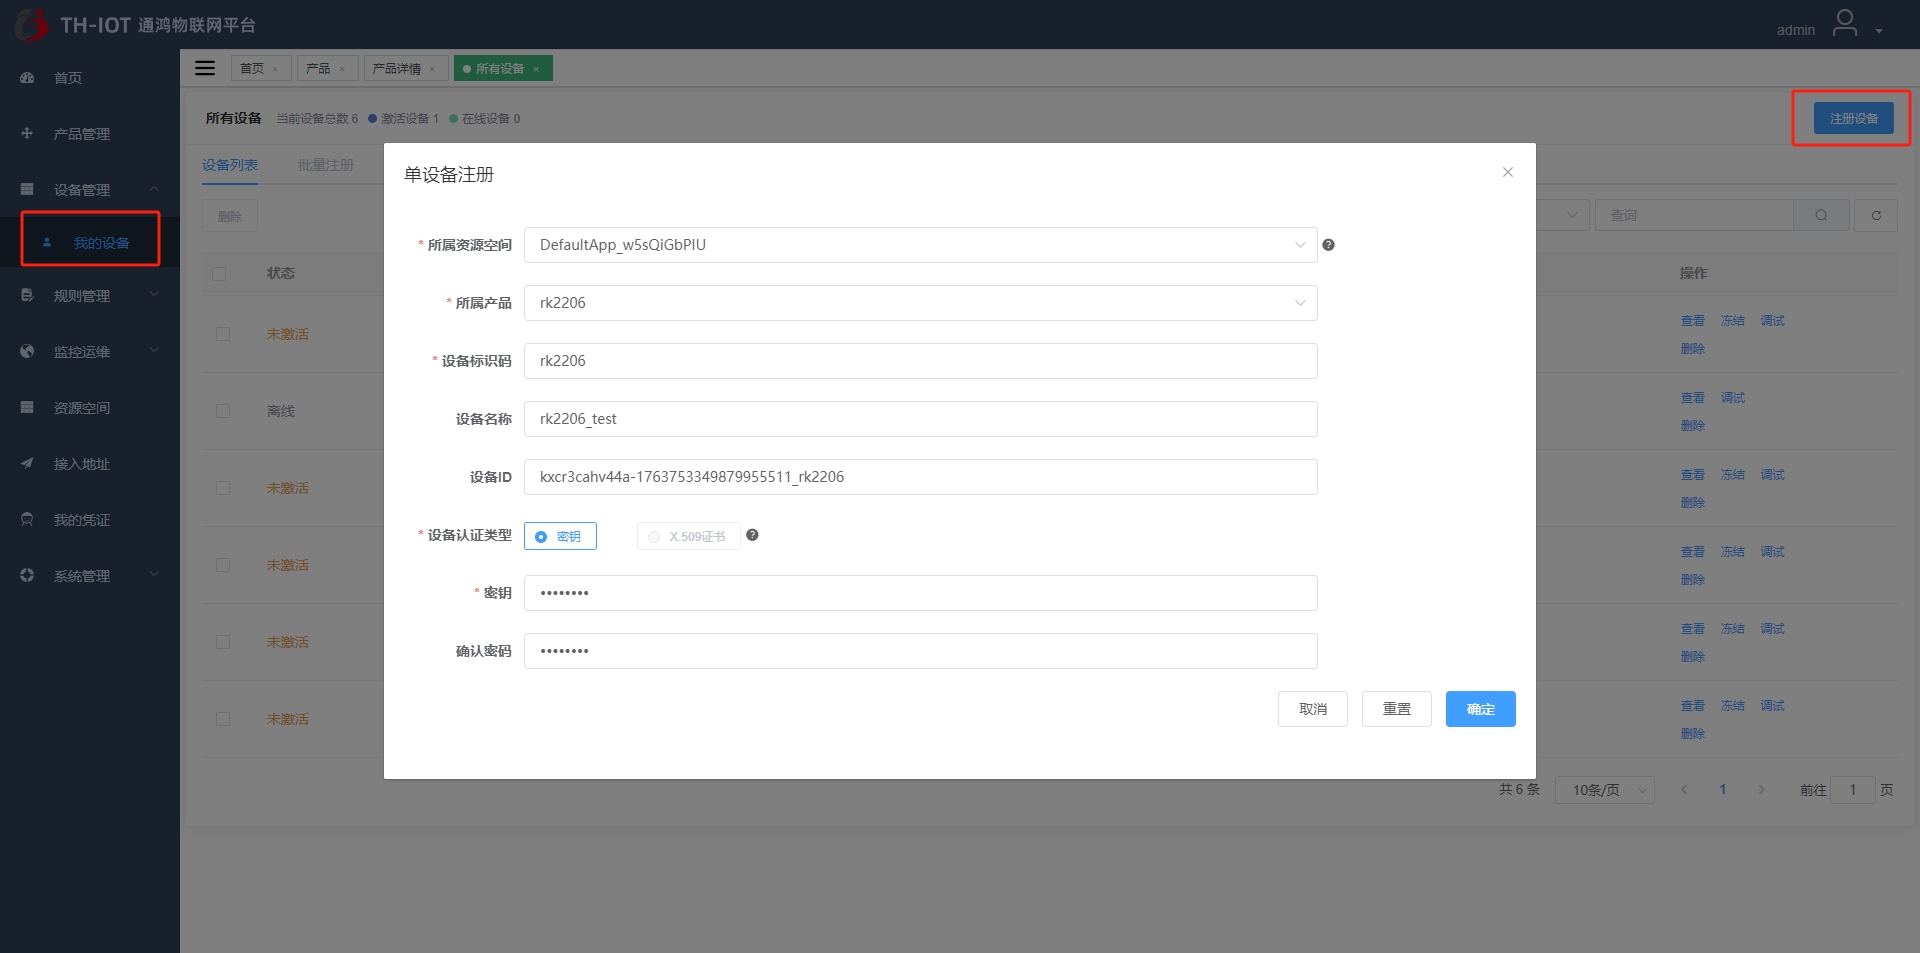 TH-IOT 通鸿物联网平台
admin
首页
产品管理
设备管理
我的设备
规则管理
监控运维
资源空间
接入地址
我的凭证
系统管理
首页 × 产品 × 产品详情 × 所有设备 ×
所有设备 当前设备总数 6 激活设备 1 在线设备 0
注册设备
设备列表 批量注册
删除
查询
状态 操作
未激活 查看 冻结 调试
删除
离线 查看 调试
删除
未激活 查看 冻结 调试
删除
未激活 查看 冻结 调试
删除
未激活 查看 冻结 调试
删除
未激活 查看 冻结 调试
删除
共 6 条 10条/页 1 前往 1 页
单设备注册
* 所属资源空间 DefaultApp_w5sQiGbPIU
* 所属产品 rk2206
* 设备标识码 rk2206
设备名称 rk2206_test
设备ID kxcr3cahv44a-1763753349879955511_rk2206
* 设备认证类型 密钥 X.509证书
* 密钥 ••••••••
确认密码 ••••••••
取消 重置 确定